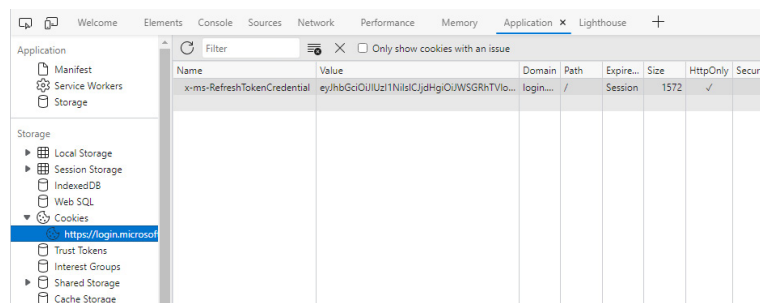 Welcome Elements Console Sources Network Performance Memory Application Lighthouse
Application
Manifest
Service Workers
Storage
Storage
Local Storage
Session Storage
IndexedDB
Web SQL
Cookies
https://login.microsoft
Trust Tokens
Interest Groups
Shared Storage
Cache Storage
Filter Only show cookies with an issue
Name Value Domain Path Expire... Size HttpOnly Secur
x-ms-RefreshTokenCredential eyJhbGciOiJIUzI1NiIsICJjdHgiOiJWSGRhTVlo... login.... / Session 1572 ✓